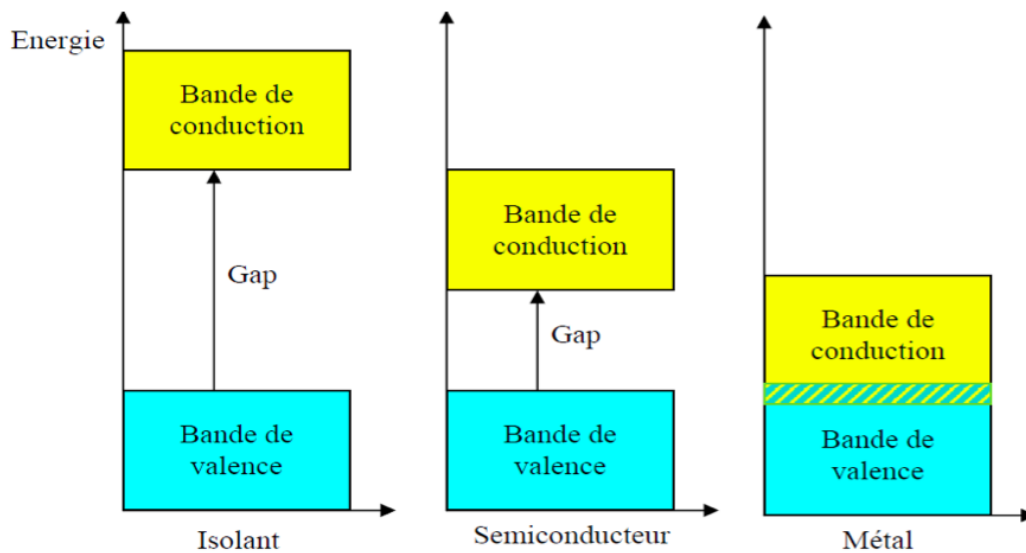 Energie
Bande de
conduction
Gap
Bande de
valence
Isolant
Bande de
conduction
Gap
Bande de
valence
Semiconducteur
Bande de
conduction
Bande de
valence
Métal